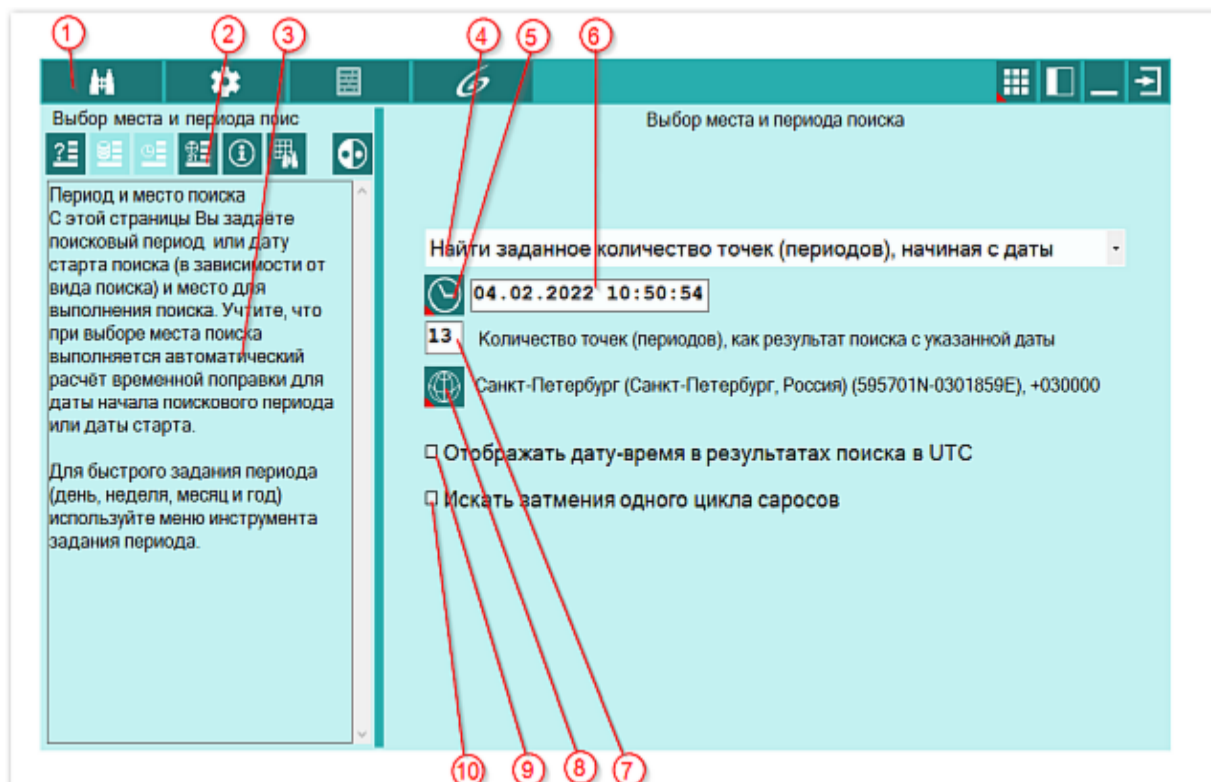 1 2 3 4 5 6
Выбор места и периода поис
Период и место поиска
С этой страницы Вы задаёте
поисковый период или дату
старта поиска (в зависимости от
вида поиска) и место для
выполнения поиска. Учтите, что
при выборе места поиска
выполняется автоматический
расчёт временной поправки для
даты начала поискового периода
или даты старта.
Для быстрого задания периода
(день, неделя, месяц и год)
используйте меню инструмента
задания периода.
Выбор места и периода поиска
Найти заданное количество точек (периодов), начиная с даты
04.02.2022 10:50:54
13 Количество точек (периодов), как результат поиска с указанной даты
Санкт-Петербург (Санкт-Петербург, Россия) (595701N-0301859E), +030000
Отображать дату-время в результатах поиска в UTC
Искать затмения одного цикла саросов
10 9 8 7